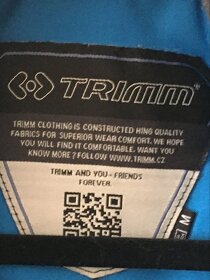 TRIMM
TRIMM CLOTHING IS CONSTRUCTED HING QUALITY
FABRICS FOR SUPERIOR WEAR COMFORT. WE HOPE
YOU WILL FIND IT COMFORTABLE. WANT YOU
KNOW MORE? FOLLOW WWW.TRIMM.CZ
TRIMM AND YOU - FRIENDS
FOREVER.
M